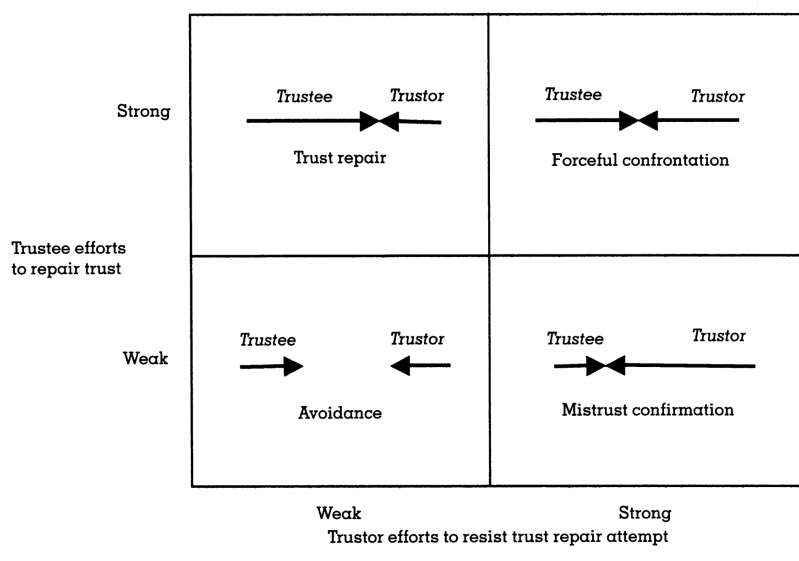 Strong
Trustee Trustor
Trust repair
Trustee Trustor
Forceful confrontation
Trustee efforts
to repair trust
Weak
Trustee Trustor
Avoidance
Trustee Trustor
Mistrust confirmation
Weak Strong
Trustor efforts to resist trust repair attempt